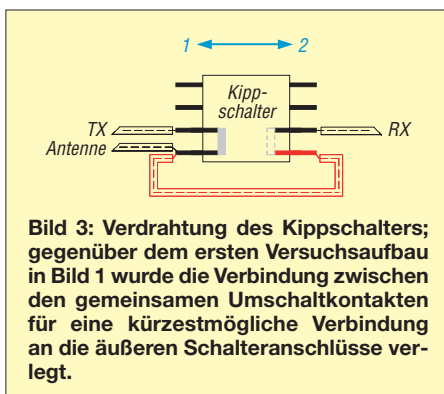 1 2
Kipp-
schalter
TX
RX
Antenne
Bild 3: Verdrahtung des Kippschalters;
gegenüber dem ersten Versuchsaufbau
in Bild 1 wurde die Verbindung zwischen
den gemeinsamen Umschaltkontakten
für eine kürzestmögliche Verbindung
an die äußeren Schalteranschlüsse ver-
legt.